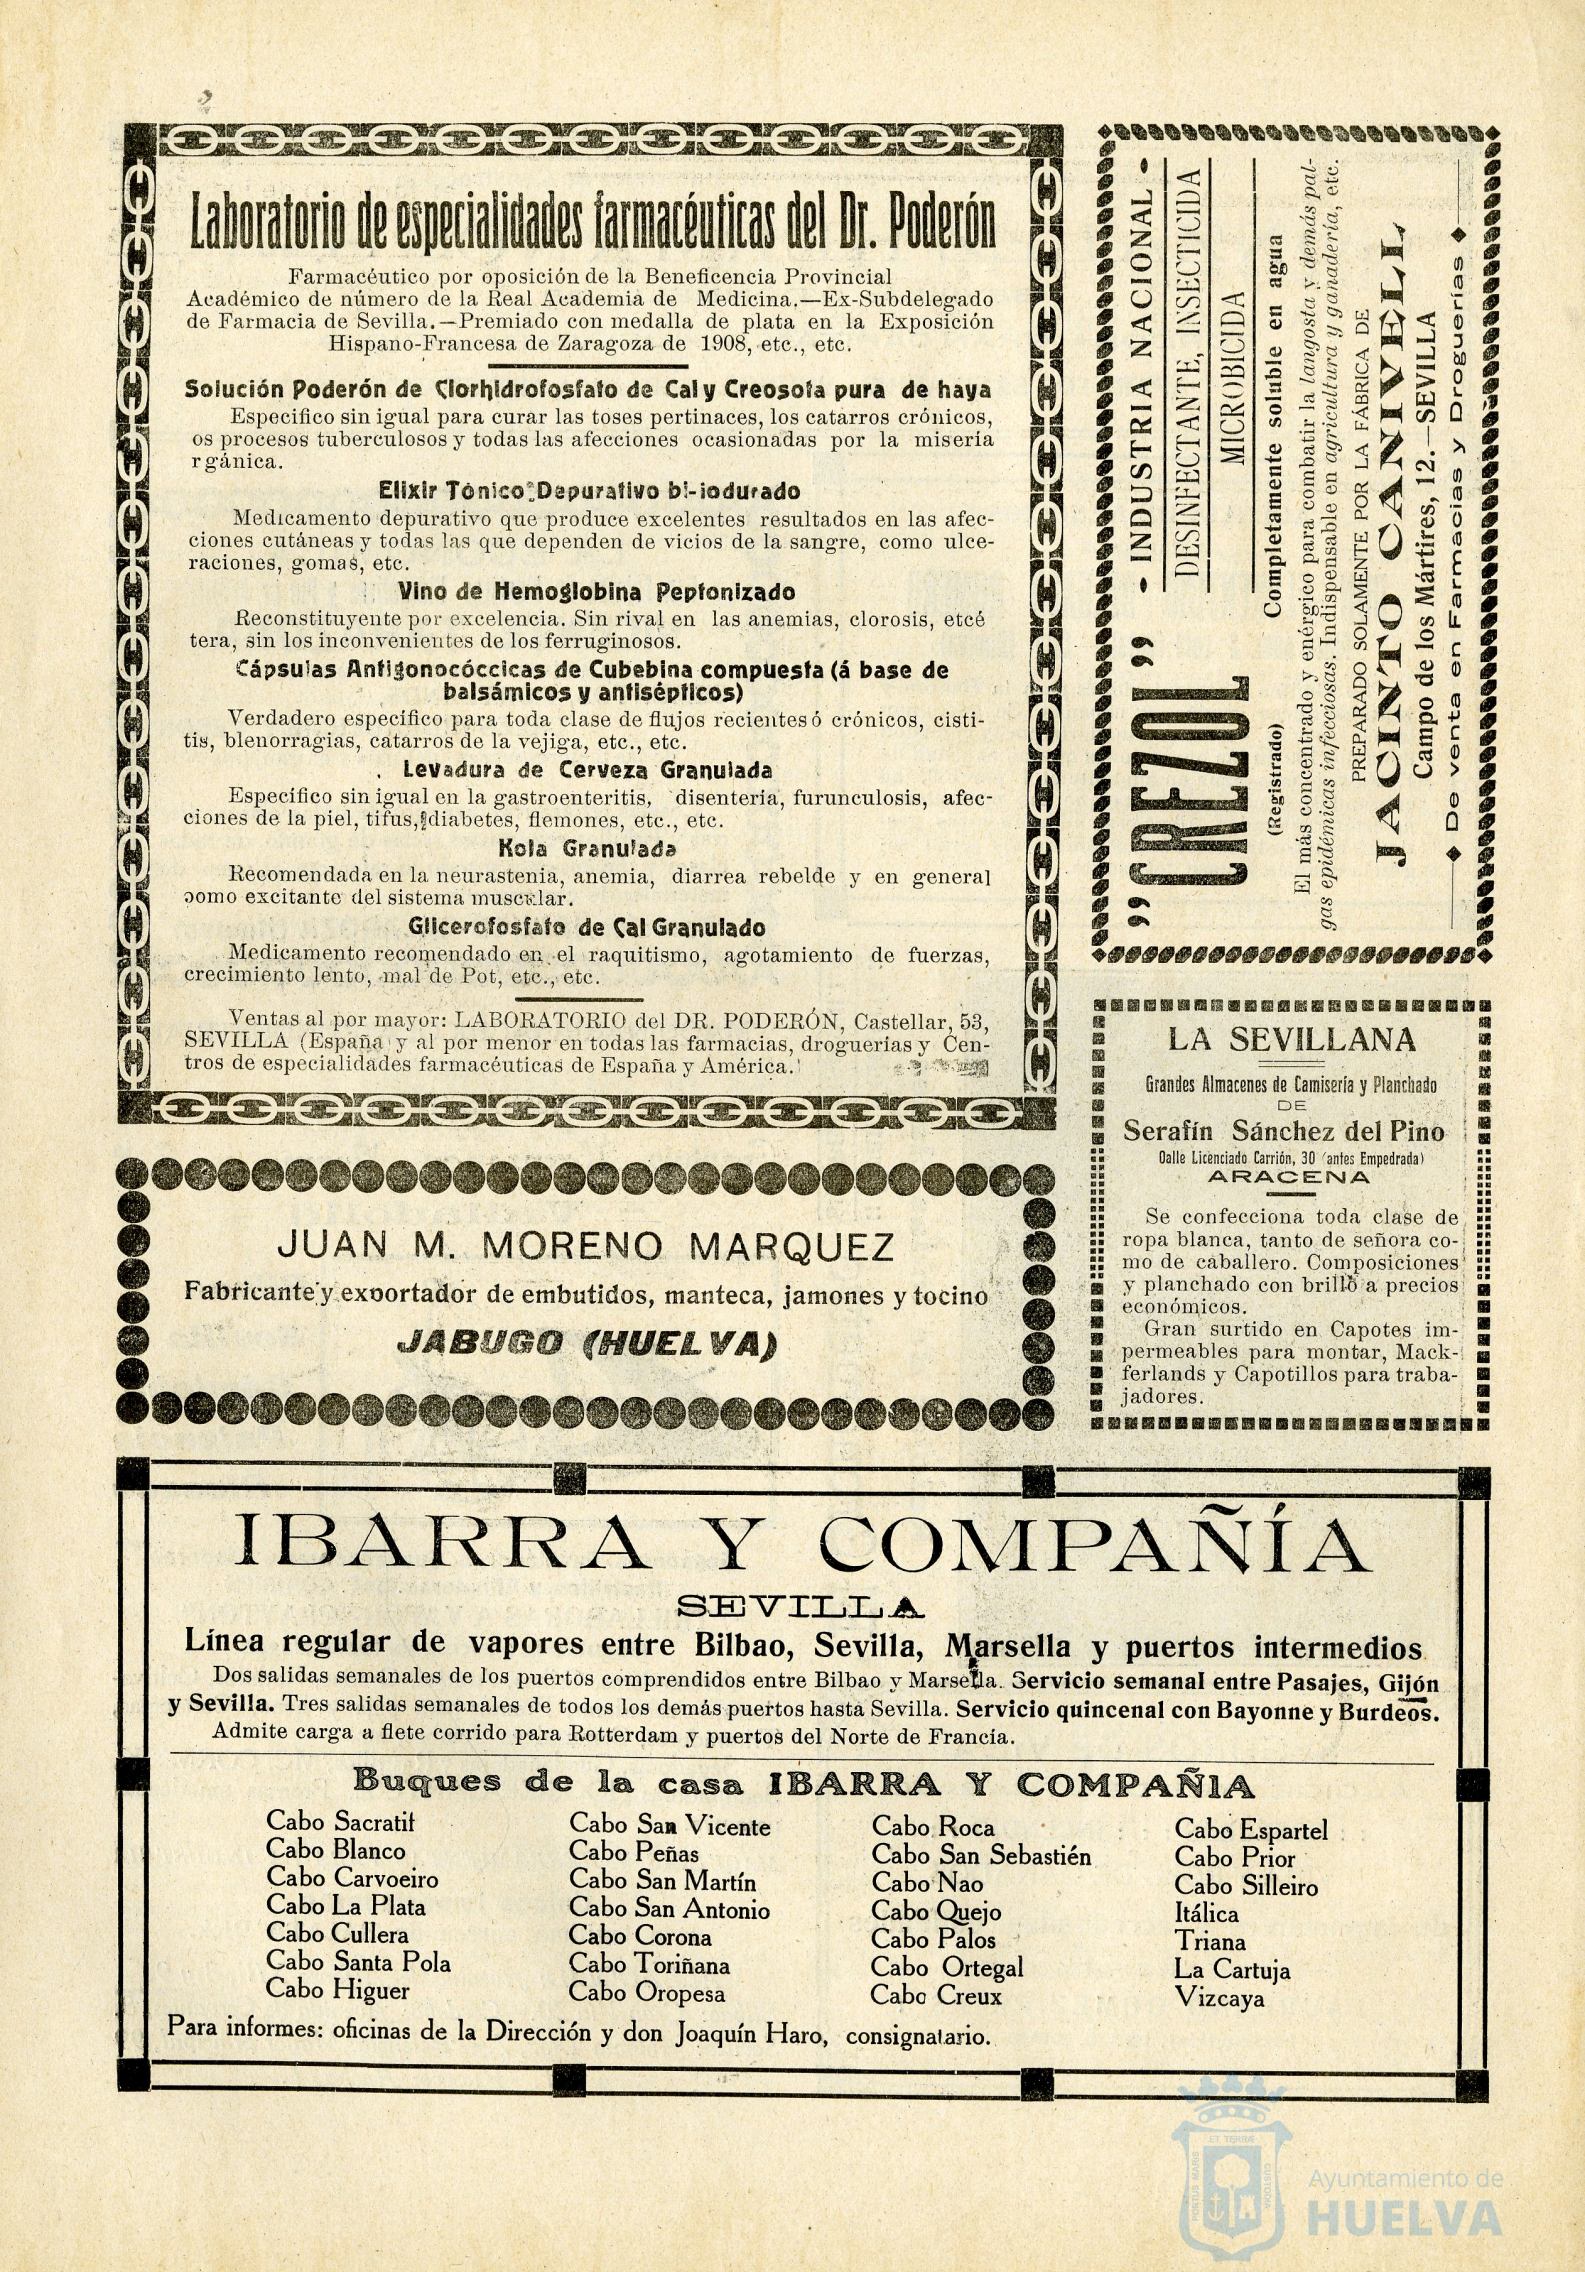 Laboratorio de especialidades farmacéuticas del Dr. Poderón
Farmacéutico por oposición de la Beneficencia Provincial
Académico de número de la Real Academia de Medicina.—Ex-Subdelegado
de Farmacia de Sevilla.—Premiado con medalla de plata en la Exposición
Hispano-Francesa de Zaragoza de 1908, etc., etc.
Solución Poderón de Clorhidrofosfato de Cal y Creosota pura de haya
Especifico sin igual para curar las toses pertinaces, los catarros crónicos,
os procesos tuberculosos y todas las afecciones ocasionadas por la miseria
rgánica.
Elixir Tónico Depurativo bi-iodurado
Medicamento depurativo que produce excelentes resultados en las afec-
ciones cutáneas y todas las que dependen de vicios de la sangre, como ulce-
raciones, gomas, etc.
Vino de Hemoglobina Peptonizado
Reconstituyente por excelencia. Sin rival en las anemias, clorosis, etcé
tera, sin los inconvenientes de los ferruginosos.
Cápsulas Antigonocóccicas de Cubebina compuesta (á base de
balsámicos y antisépticos)
Verdadero específico para toda clase de flujos recientes ó crónicos, cisti-
tis, blenorragias, catarros de la vejiga, etc., etc.
Levadura de Cerveza Granulada
Específico sin igual en la gastroenteritis, disenteria, furunculosis, afec-
ciones de la piel, tifus, diabetes, flemones, etc., etc.
Kola Granulada
Recomendada en la neurastenia, anemia, diarrea rebelde y en general
como excitante del sistema muscular.
Glicerofosfato de Cal Granulado
Medicamento recomendado en el raquitismo, agotamiento de fuerzas,
crecimiento lento, mal de Pot, etc., etc.
Ventas al por mayor: LABORATORIO del DR. PODERÓN, Castellar, 53,
SEVILLA (España y al por menor en todas las farmacias, droguerías y Cen-
tros de especialidades farmacéuticas de España y América.
"CREZOL" - INDUSTRIA NACIONAL -
DESINFECTANTE, INSECTICIDA
MICROBICIDA
(Registrado) Completamente soluble en agua
El más concentrado y enérgico para combatir la langosta y demás pal-
gas epidémicas infecciosas. Indispensable en agricultura y ganadería, etc.
PREPARADO SOLAMENTE POR LA FÁBRICA DE
JACINTO CANIVELL
Campo de los Mártires, 12.—SEVILLA
De venta en Farmacias y Droguerías
LA SEVILLANA
Grandes Almacenes de Camisería y Planchado
DE
Serafín Sánchez del Pino
Calle Licenciado Carrión, 30 (antes Empedrada)
ARACENA
Se confecciona toda clase de
ropa blanca, tanto de señora co-
mo de caballero. Composiciones
y planchado con brillo a precios
económicos.
Gran surtido en Capotes im-
permeables para montar, Mack-
ferlands y Capotillos para traba-
jadores.
JUAN M. MORENO MARQUEZ
Fabricante y exportador de embutidos, manteca, jamones y tocino
JABUGO (HUELVA)
IBARRA Y COMPAÑÍA
SEVILLA
Línea regular de vapores entre Bilbao, Sevilla, Marsella y puertos intermedios
Dos salidas semanales de los puertos comprendidos entre Bilbao y Marsella. Servicio semanal entre Pasajes, Gijón
y Sevilla. Tres salidas semanales de todos los demás puertos hasta Sevilla. Servicio quincenal con Bayonne y Burdeos.
Admite carga a flete corrido para Rotterdam y puertos del Norte de Francia.
Buques de la casa IBARRA Y COMPAÑIA
Cabo Sacratif
Cabo Blanco
Cabo Carvoeiro
Cabo La Plata
Cabo Cullera
Cabo Santa Pola
Cabo Higuer
Cabo San Vicente
Cabo Peñas
Cabo San Martín
Cabo San Antonio
Cabo Corona
Cabo Toriñana
Cabo Oropesa
Cabo Roca
Cabo San Sebastién
Cabo Nao
Cabo Quejo
Cabo Palos
Cabo Ortegal
Cabo Creux
Cabo Espartel
Cabo Prior
Cabo Silleiro
Itálica
Triana
La Cartuja
Vizcaya
Para informes: oficinas de la Dirección y don Joaquín Haro, consignatario.
PORTUS MARIS
ET TERRÆ
CUSTODIA
Ayuntamiento de
HUELVA